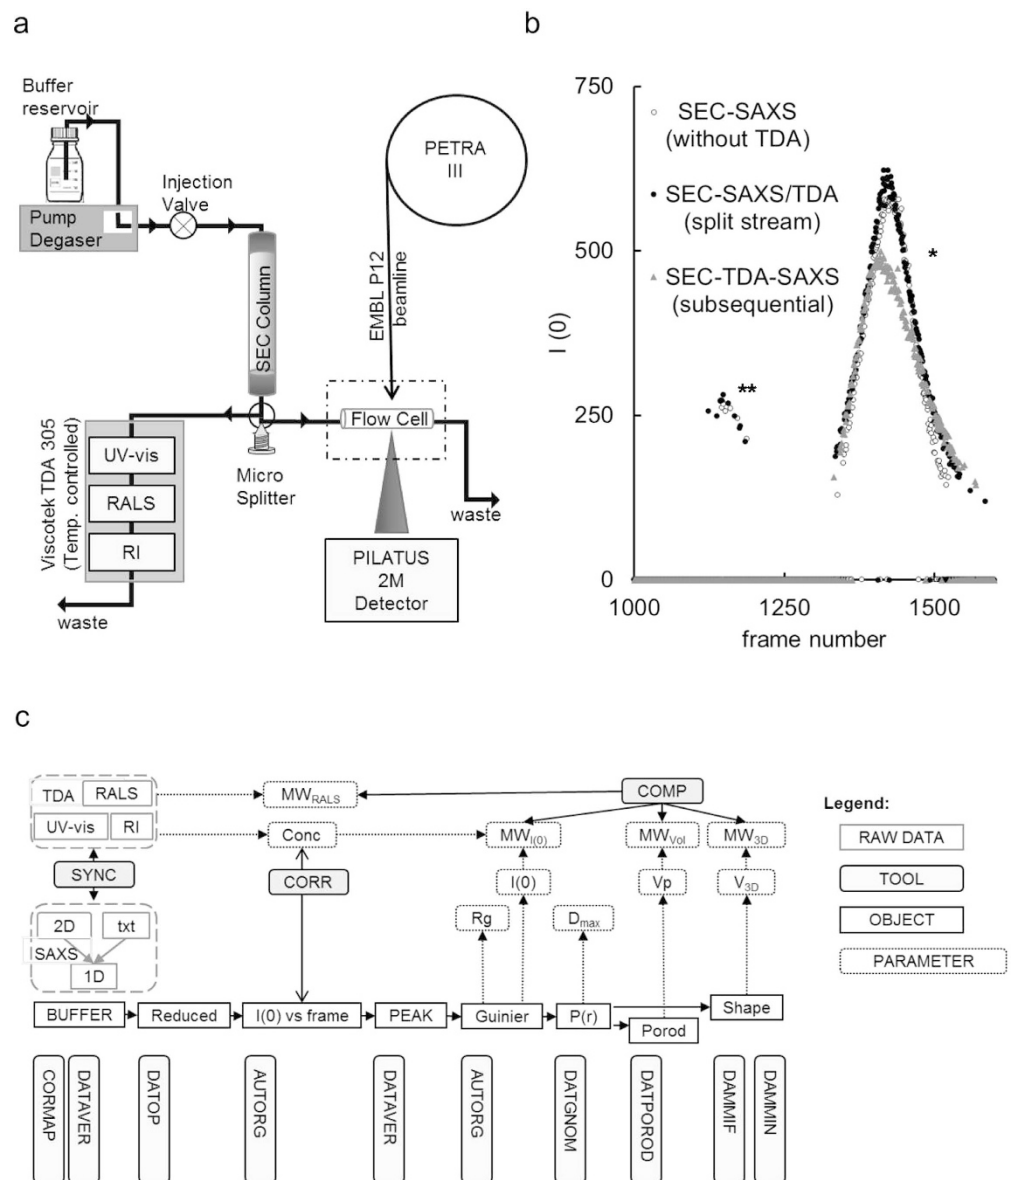 a
Buffer
reservoir
Pump
Degaser
Injection
Valve
SEC Column
PETRA
III
EMBL P12
beamline
Flow Cell
Viscotek TDA 305
(Temp. controlled)
UV-vis
RALS
RI
waste
Micro
Splitter
waste
PILATUS
2M
Detector
b
750
500
250
0
I (0)
SEC-SAXS
(without TDA)
SEC-SAXS/TDA
(split stream)
SEC-TDA-SAXS
(subsequential)
*
**
1000
1250
1500
frame number
c
TDA
RALS
UV-vis
RI
SYNC
2D
txt
SAXS
1D
MW_RALS
Conc
CORR
COMP
MW_I(0)
MW_Vol
MW_3D
I(0)
Vp
V_3D
Rg
D_max
BUFFER
Reduced
I(0) vs frame
PEAK
Guinier
P(r)
Porod
Shape
CORMAP
DATAVER
DATOP
AUTORG
DATAVER
AUTORG
DATGNOM
DATPOROD
DAMMIF
DAMMIN
Legend:
RAW DATA
TOOL
OBJECT
PARAMETER